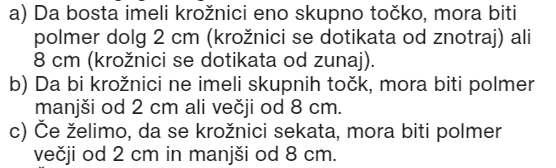 a) Da bosta imeli krožnici eno skupno točko, mora biti
polmer dolg 2 cm (krožnici se dotikata od znotraj) ali
8 cm (krožnici se dotikata od zunaj).
b) Da bi krožnici ne imeli skupnih točk, mora biti polmer
manjši od 2 cm ali večji od 8 cm.
c) Če želimo, da se krožnici sekata, mora biti polmer
večji od 2 cm in manjši od 8 cm.